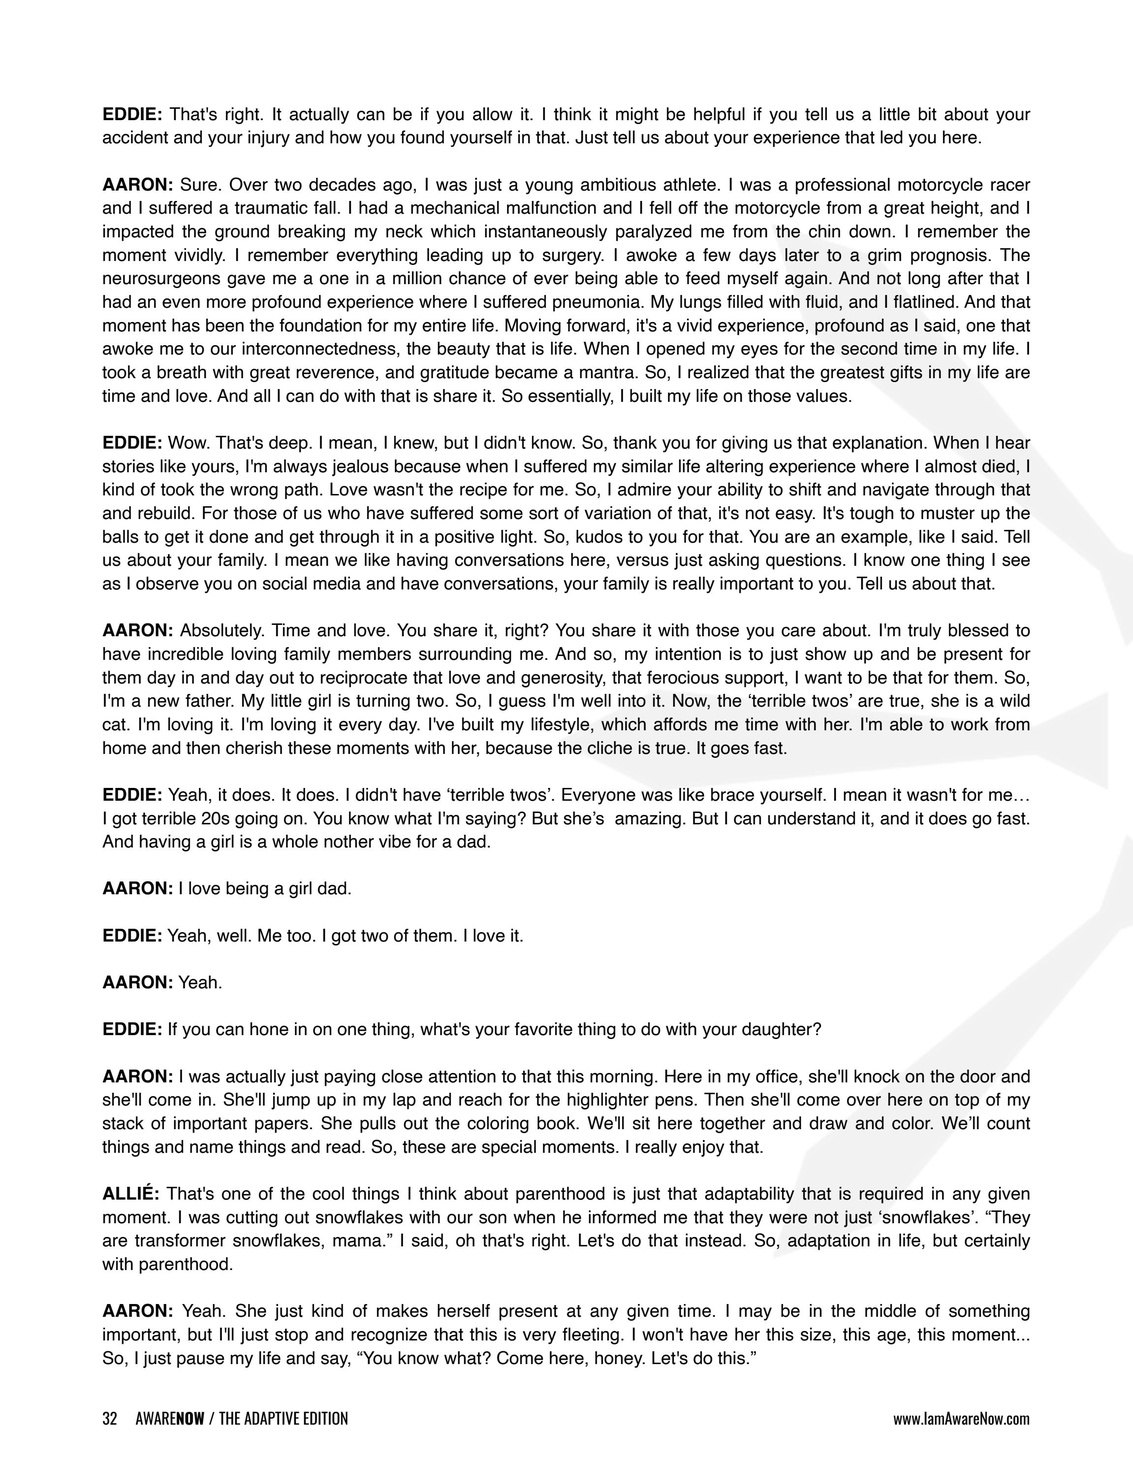 EDDIE: That's right. It actually can be if you allow it. I think it might be helpful if you tell us a little bit about your
accident and your injury and how you found yourself in that. Just tell us about your experience that led you here.
AARON: Sure. Over two decades ago, I was just a young ambitious athlete. I was a professional motorcycle racer
and I suffered a traumatic fall. I had a mechanical malfunction and I fell off the motorcycle from a great height, and I
impacted the ground breaking my neck which instantaneously paralyzed me from the chin down. I remember the
moment vividly. I remember everything leading up to surgery. I awoke a few days later to a grim prognosis. The
neurosurgeons gave me a one in a million chance of ever being able to feed myself again. And not long after that I
had an even more profound experience where I suffered pneumonia. My lungs filled with fluid, and I flatlined. And that
moment has been the foundation for my entire life. Moving forward, it's a vivid experience, profound as I said, one that
awoke me to our interconnectedness, the beauty that is life. When I opened my eyes for the second time in my life. I
took a breath with great reverence, and gratitude became a mantra. So, I realized that the greatest gifts in my life are
time and love. And all I can do with that is share it. So essentially, I built my life on those values.
EDDIE: Wow. That's deep. I mean, I knew, but I didn't know. So, thank you for giving us that explanation. When I hear
stories like yours, I'm always jealous because when I suffered my similar life altering experience where I almost died, I
kind of took the wrong path. Love wasn't the recipe for me. So, I admire your ability to shift and navigate through that
and rebuild. For those of us who have suffered some sort of variation of that, it's not easy. It's tough to muster up the
balls to get it done and get through it in a positive light. So, kudos to you for that. You are an example, like I said. Tell
us about your family. I mean we like having conversations here, versus just asking questions. I know one thing I see
as I observe you on social media and have conversations, your family is really important to you. Tell us about that.
AARON: Absolutely. Time and love. You share it, right? You share it with those you care about. I'm truly blessed to
have incredible loving family members surrounding me. And so, my intention is to just show up and be present for
them day in and day out to reciprocate that love and generosity, that ferocious support, I want to be that for them. So,
I'm a new father. My little girl is turning two. So, I guess I'm well into it. Now, the ‘terrible twos’ are true, she is a wild
cat. I'm loving it. I'm loving it every day. I've built my lifestyle, which affords me time with her. I'm able to work from
home and then cherish these moments with her, because the cliche is true. It goes fast.
EDDIE: Yeah, it does. It does. I didn't have ‘terrible twos’. Everyone was like brace yourself. I mean it wasn't for me…
I got terrible 20s going on. You know what I'm saying? But she’s  amazing. But I can understand it, and it does go fast.
And having a girl is a whole nother vibe for a dad.
AARON: I love being a girl dad.
EDDIE: Yeah, well. Me too. I got two of them. I love it.
AARON: Yeah.
EDDIE: If you can hone in on one thing, what's your favorite thing to do with your daughter?
AARON: I was actually just paying close attention to that this morning. Here in my office, she'll knock on the door and
she'll come in. She'll jump up in my lap and reach for the highlighter pens. Then she'll come over here on top of my
stack of important papers. She pulls out the coloring book. We'll sit here together and draw and color. We’ll count
things and name things and read. So, these are special moments. I really enjoy that.
ALLIÉ: That's one of the cool things I think about parenthood is just that adaptability that is required in any given
moment. I was cutting out snowflakes with our son when he informed me that they were not just ‘snowflakes’. “They
are transformer snowflakes, mama.” I said, oh that's right. Let's do that instead. So, adaptation in life, but certainly
with parenthood.
AARON: Yeah. She just kind of makes herself present at any given time. I may be in the middle of something
important, but I'll just stop and recognize that this is very fleeting. I won't have her this size, this age, this moment...
So, I just pause my life and say, “You know what? Come here, honey. Let's do this.”
32 AWARENOW / THE ADAPTIVE EDITION
www.IamAwareNow.com